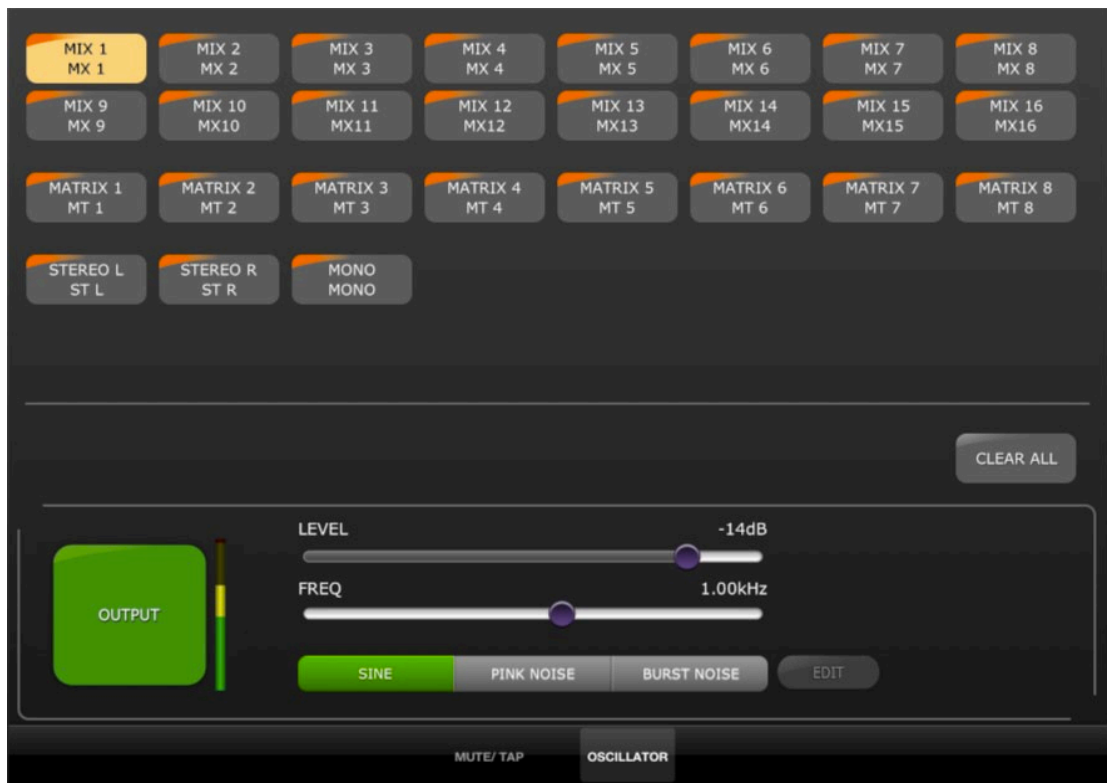 MIX 1 MIX 2 MIX 3 MIX 4 MIX 5 MIX 6 MIX 7 MIX 8
MX 1 MX 2 MX 3 MX 4 MX 5 MX 6 MX 7 MX 8
MIX 9 MIX 10 MIX 11 MIX 12 MIX 13 MIX 14 MIX 15 MIX 16
MX 9 MX10 MX11 MX12 MX13 MX14 MX15 MX16
MATRIX 1 MATRIX 2 MATRIX 3 MATRIX 4 MATRIX 5 MATRIX 6 MATRIX 7 MATRIX 8
MT 1 MT 2 MT 3 MT 4 MT 5 MT 6 MT 7 MT 8
STEREO L STEREO R MONO
ST L ST R MONO
CLEAR ALL
LEVEL -14dB
FREQ 1.00kHz
OUTPUT
SINE PINK NOISE BURST NOISE EDIT
MUTE/ TAP OSCILLATOR